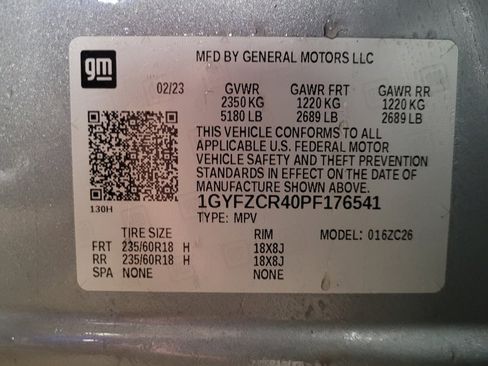 gm
MFD BY GENERAL MOTORS LLC
02/23 GVWR GAWR FRT GAWR RR
2350 KG 1220 KG 1220 KG
5180 LB 2689 LB 2689 LB
THIS VEHICLE CONFORMS TO ALL
APPLICABLE U.S. FEDERAL MOTOR
VEHICLE SAFETY AND THEFT PREVENTION
STANDARDS IN EFFECT ON THE DATE OF
MANUFACTURE SHOWN ABOVE.
130H
1GYFZCR40PF176541
TYPE: MPV
TIRE SIZE RIM MODEL: 016ZC26
FRT 235/60R18 H 18X8J
RR 235/60R18 H 18X8J
SPA NONE NONE